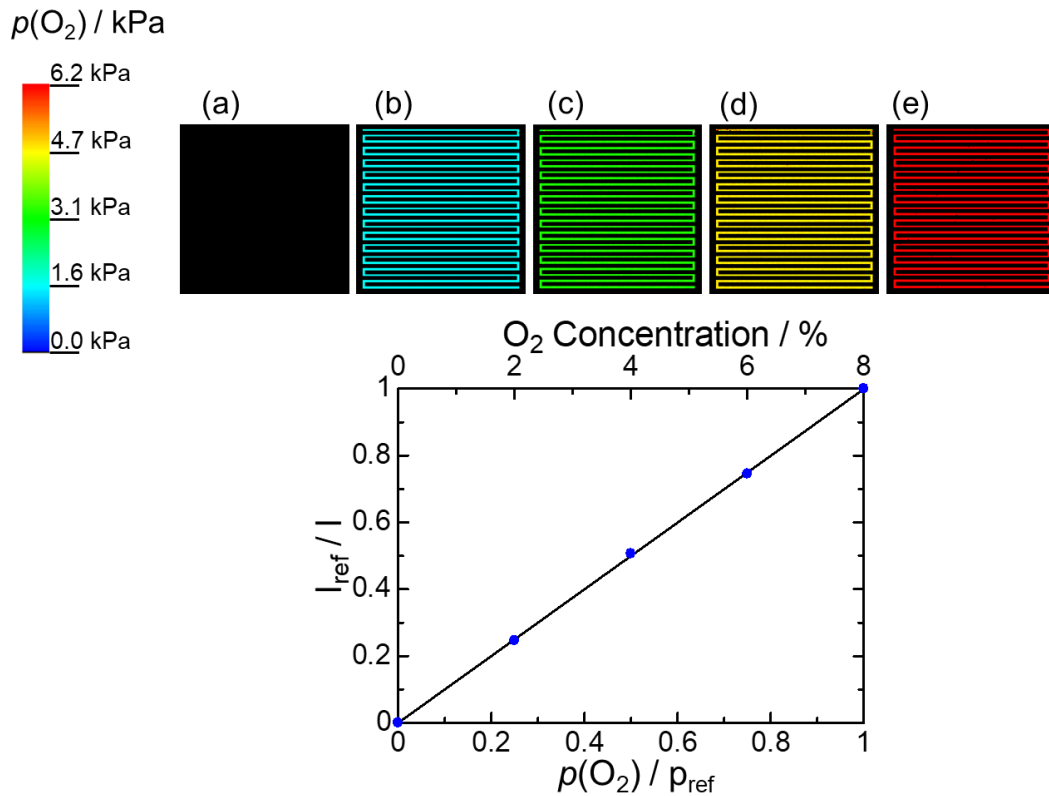 p(O₂) / kPa
6.2 kPa
4.7 kPa
3.1 kPa
1.6 kPa
0.0 kPa
(a) (b) (c) (d) (e)
O₂ Concentration / %
0 2 4 6 8
1
0.8
0.6
0.4
0.2
0
I_ref / I
0 0.2 0.4 0.6 0.8 1
p(O₂) / p_ref